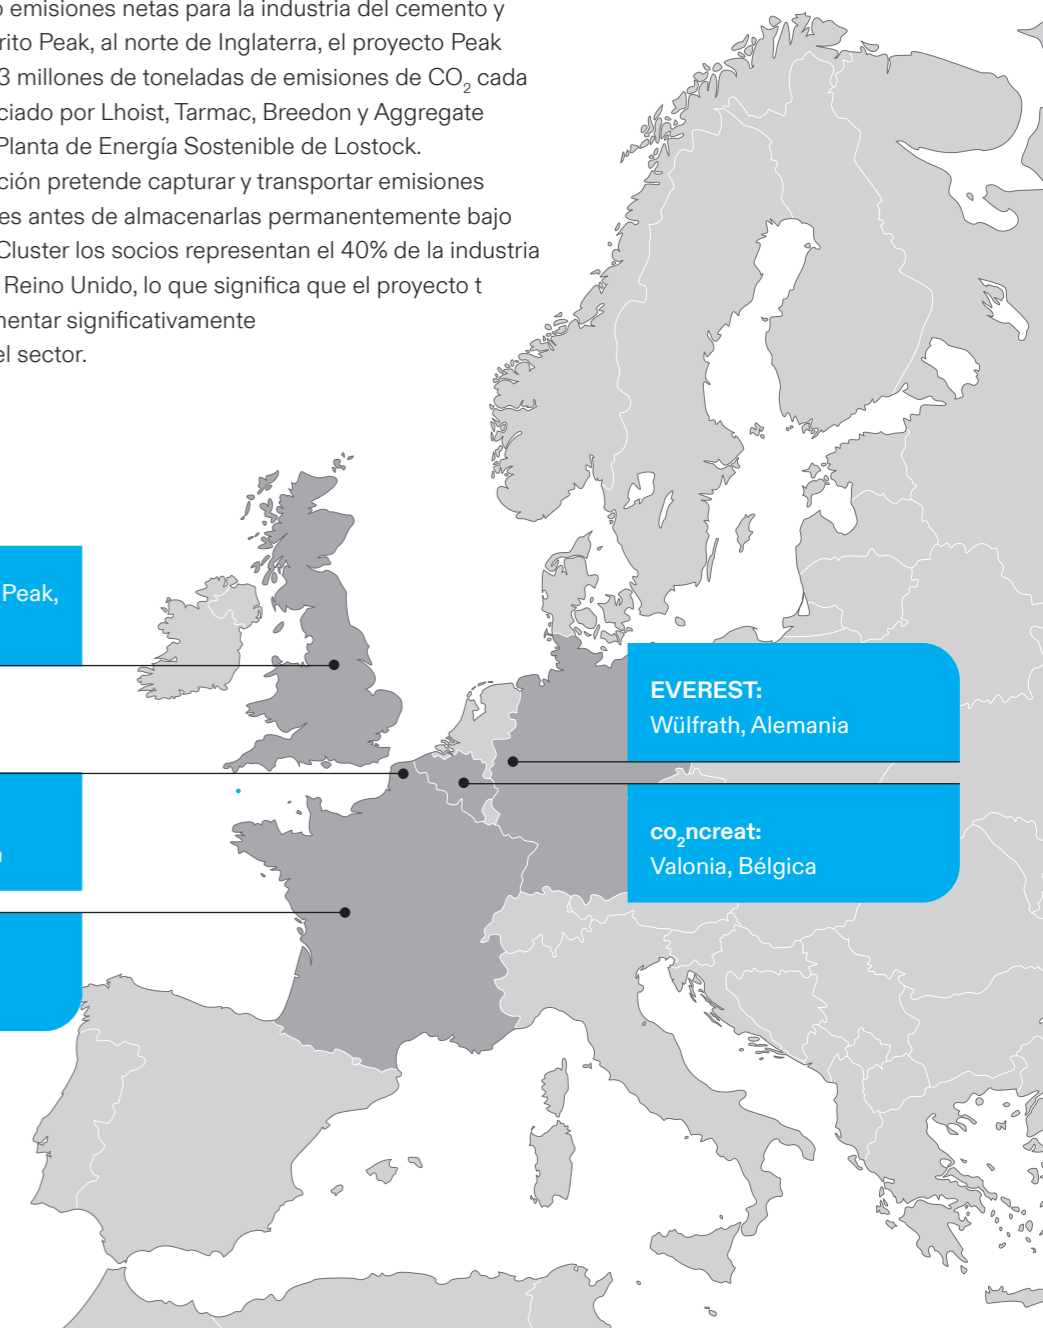 emisiones netas para la industria del cemento y
rito Peak, al norte de Inglaterra, el proyecto Peak
3 millones de toneladas de emisiones de CO₂ cada
ciado por Lhoist, Tarmac, Breedon y Aggregate
Planta de Energía Sostenible de Lostock.
ción pretende capturar y transportar emisiones
es antes de almacenarlas permanentemente bajo
Cluster los socios representan el 40% de la industria
Reino Unido, lo que significa que el proyecto t
mentar significativamente
el sector.
Peak,
EVEREST:
Wülfrath, Alemania
co₂ncreat:
Valonia, Bélgica